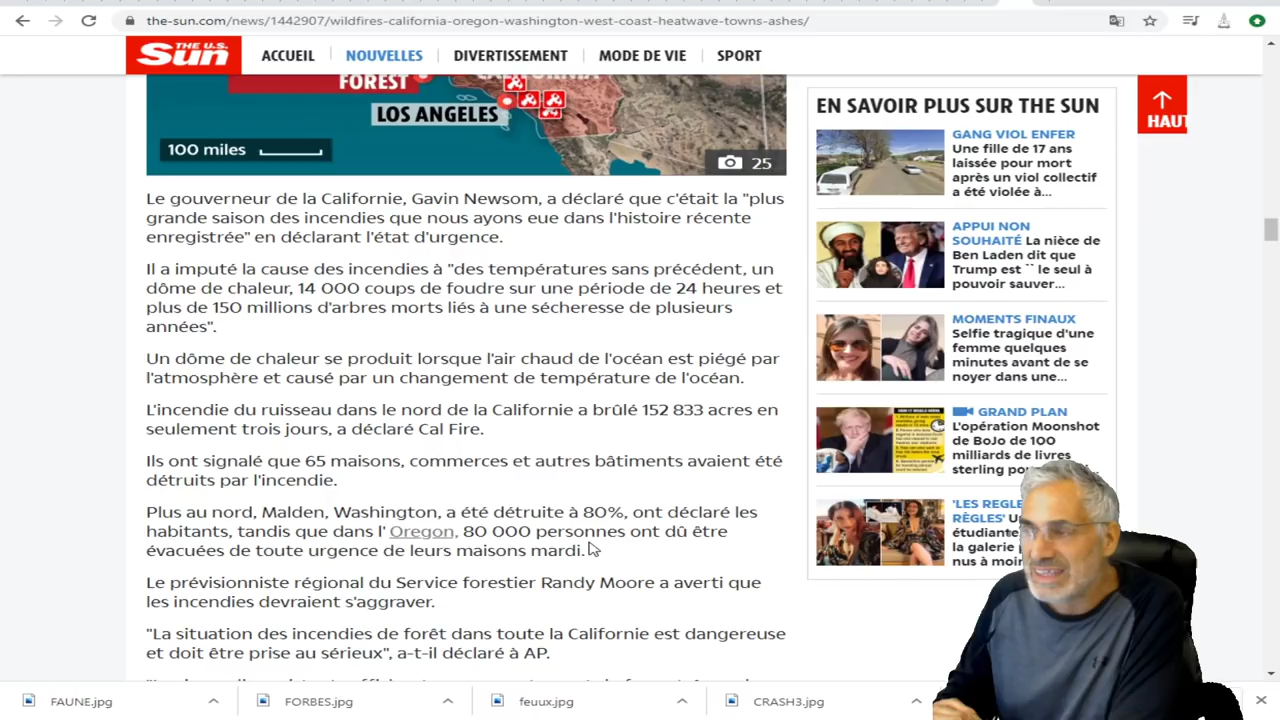 the-sun.com/news/1442907/wildfires-california-oregon-washington-west-coast-heatwave-towns-ashes/
THE U.S. Sun
ACCUEIL
NOUVELLES
DIVERTISSEMENT
MODE DE VIE
SPORT
FOREST
LOS ANGELES
100 miles
25
Le gouverneur de la Californie, Gavin Newsom, a déclaré que c'était la "plus
grande saison des incendies que nous ayons eue dans l'histoire récente
enregistrée" en déclarant l'état d'urgence.
Il a imputé la cause des incendies à "des températures sans précédent, un
dôme de chaleur, 14 000 coups de foudre sur une période de 24 heures et
plus de 150 millions d'arbres morts liés à une sécheresse de plusieurs
années".
Un dôme de chaleur se produit lorsque l'air chaud de l'océan est piégé par
l'atmosphère et causé par un changement de température de l'océan.
L'incendie du ruisseau dans le nord de la Californie a brûlé 152 833 acres en
seulement trois jours, a déclaré Cal Fire.
Ils ont signalé que 65 maisons, commerces et autres bâtiments avaient été
détruits par l'incendie.
Plus au nord, Malden, Washington, a été détruite à 80%, ont déclaré les
habitants, tandis que dans l' Oregon, 80 000 personnes ont dû être
évacuées de toute urgence de leurs maisons mardi.
Le prévisionniste régional du Service forestier Randy Moore a averti que
les incendies devraient s'aggraver.
"La situation des incendies de forêt dans toute la Californie est dangereuse
et doit être prise au sérieux", a-t-il déclaré à AP.
EN SAVOIR PLUS SUR THE SUN
GANG VIOL ENFER
Une fille de 17 ans
laissée pour mort
après un viol collectif
a été violée à...
APPUI NON
SOUHAITÉ La nièce de
Ben Laden dit que
Trump est `` le seul à
pouvoir sauver...
MOMENTS FINAUX
Selfie tragique d'une
femme quelques
minutes avant de se
noyer dans une...
GRAND PLAN
L'opération Moonshot
de BoJo de 100
milliards de livres
sterling
'LES
RÈGLES'
étudiante
la galerie
nus à
HAUT
FAUNE.jpg
FORBES.jpg
feuux.jpg
CRASH3.jpg